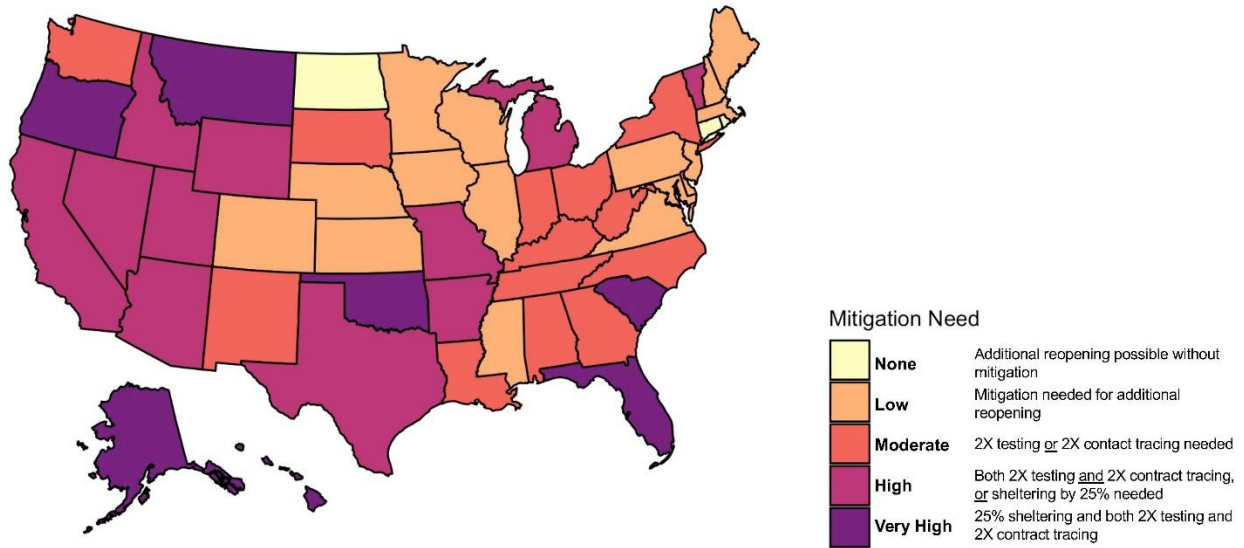 Mitigation Need
None
Additional reopening possible without
mitigation
Low
Mitigation needed for additional
reopening
Moderate
2X testing or 2X contact tracing needed
High
Both 2X testing and 2X contract tracing,
or sheltering by 25% needed
Very High
25% sheltering and both 2X testing and
2X contract tracing